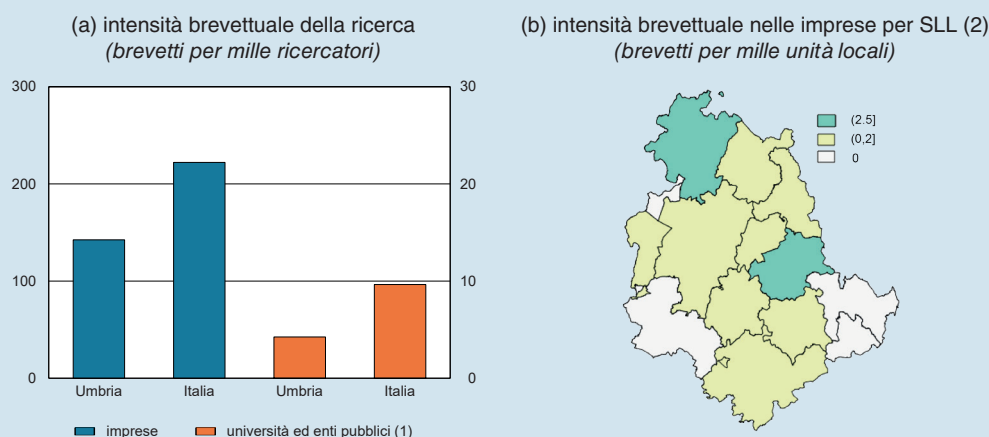 (a) intensità brevettuale della ricerca
(brevetti per mille ricercatori)
300
200
100
0
30
20
10
0
Umbria Italia Umbria Italia
imprese università ed enti pubblici (1)
(b) intensità brevettuale nelle imprese per SLL (2)
(brevetti per mille unità locali)
(2.5]
(0,2]
0